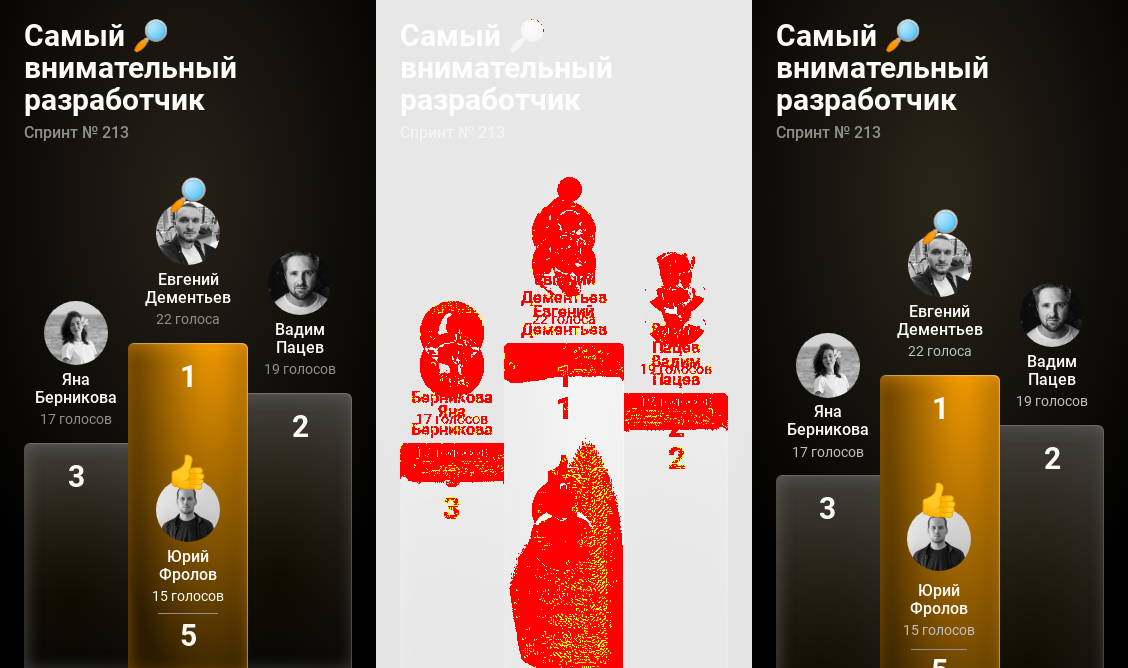 Самый 🔎
внимательный
разработчик
Спринт № 213
Евгений
Дементьев
22 голоса
Вадим
Пацев
19 голосов
Яна
Берникова
17 голосов
1
2
3
👍
Юрий
Фролов
15 голосов
5
Самый 🔎
внимательный
разработчик
Спринт № 213
Евгений
Дементьев
22 голоса
Евгений
Дементьев
Вадим
Пацев
19 голосов
Вадим
Пацев
Берникова
17 голосов
Яна
Берникова
1
1
2
2
3
3
Самый 🔎
внимательный
разработчик
Спринт № 213
Евгений
Дементьев
22 голоса
Вадим
Пацев
19 голосов
Яна
Берникова
17 голосов
1
2
3
👍
Юрий
Фролов
15 голосов
5